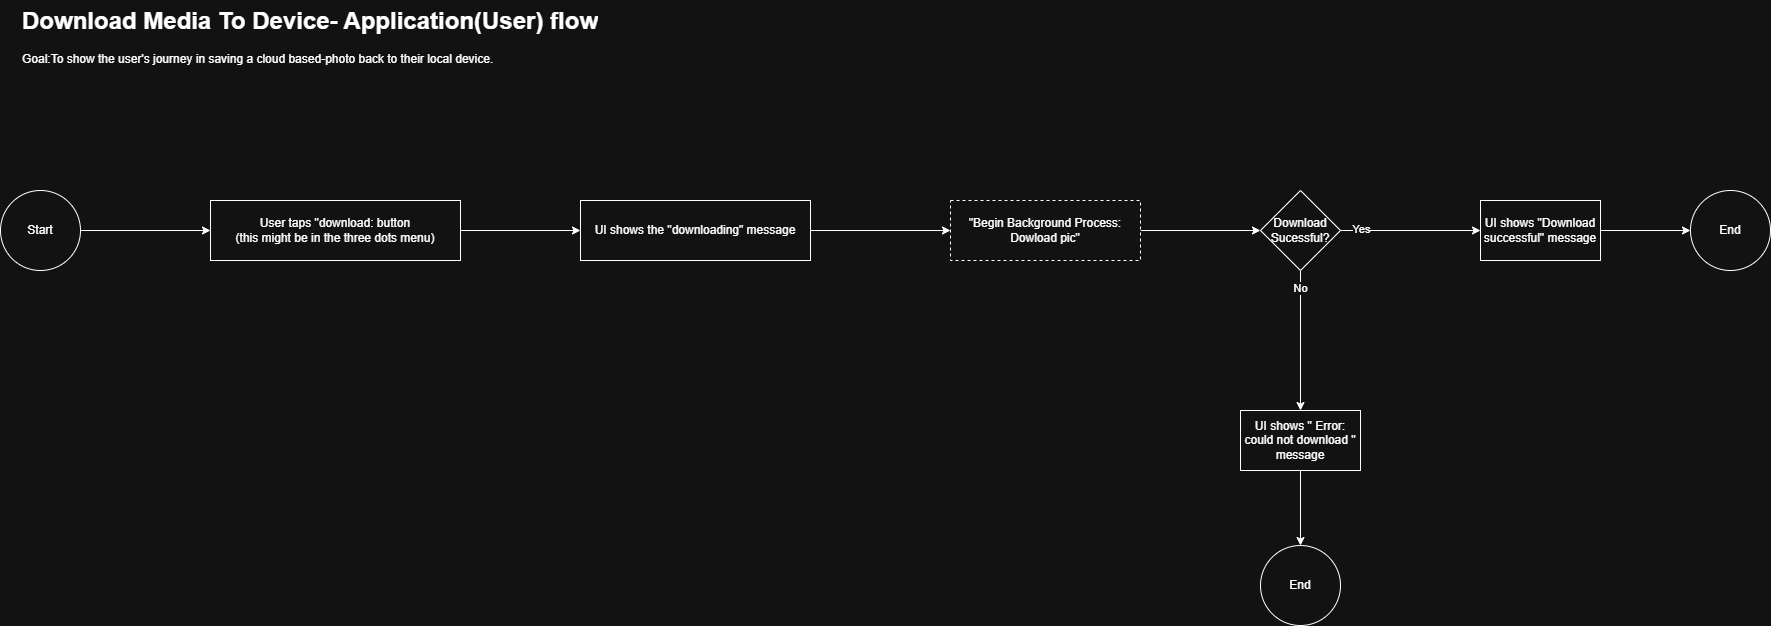 Download Media To Device- Application(User) flow
Goal:To show the user's journey in saving a cloud based-photo back to their local device.
Start
User taps "download: button
(this might be in the three dots menu)
UI shows the "downloading" message
"Begin Background Process:
Dowload pic"
Download
Sucessful?
Yes
UI shows "Download
successful" message
End
No
UI shows " Error:
could not download "
message
End